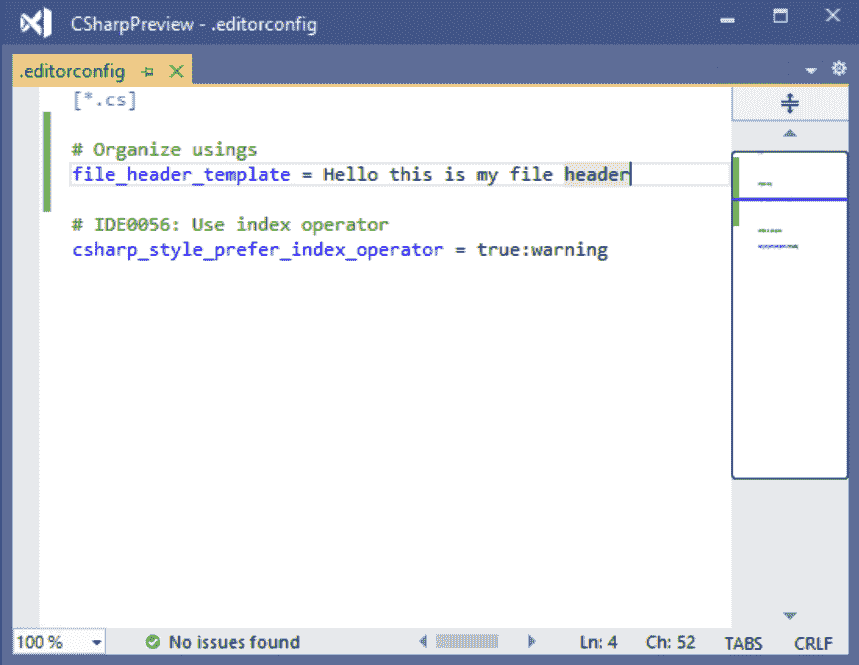 CSharpPreview - .editorconfig
.editorconfig
[*.cs]
# Organize usings
file_header_template = Hello this is my file header
# IDE0056: Use index operator
csharp_style_prefer_index_operator = true:warning
100 %
No issues found
Ln: 4
Ch: 52
TABS
CRLF